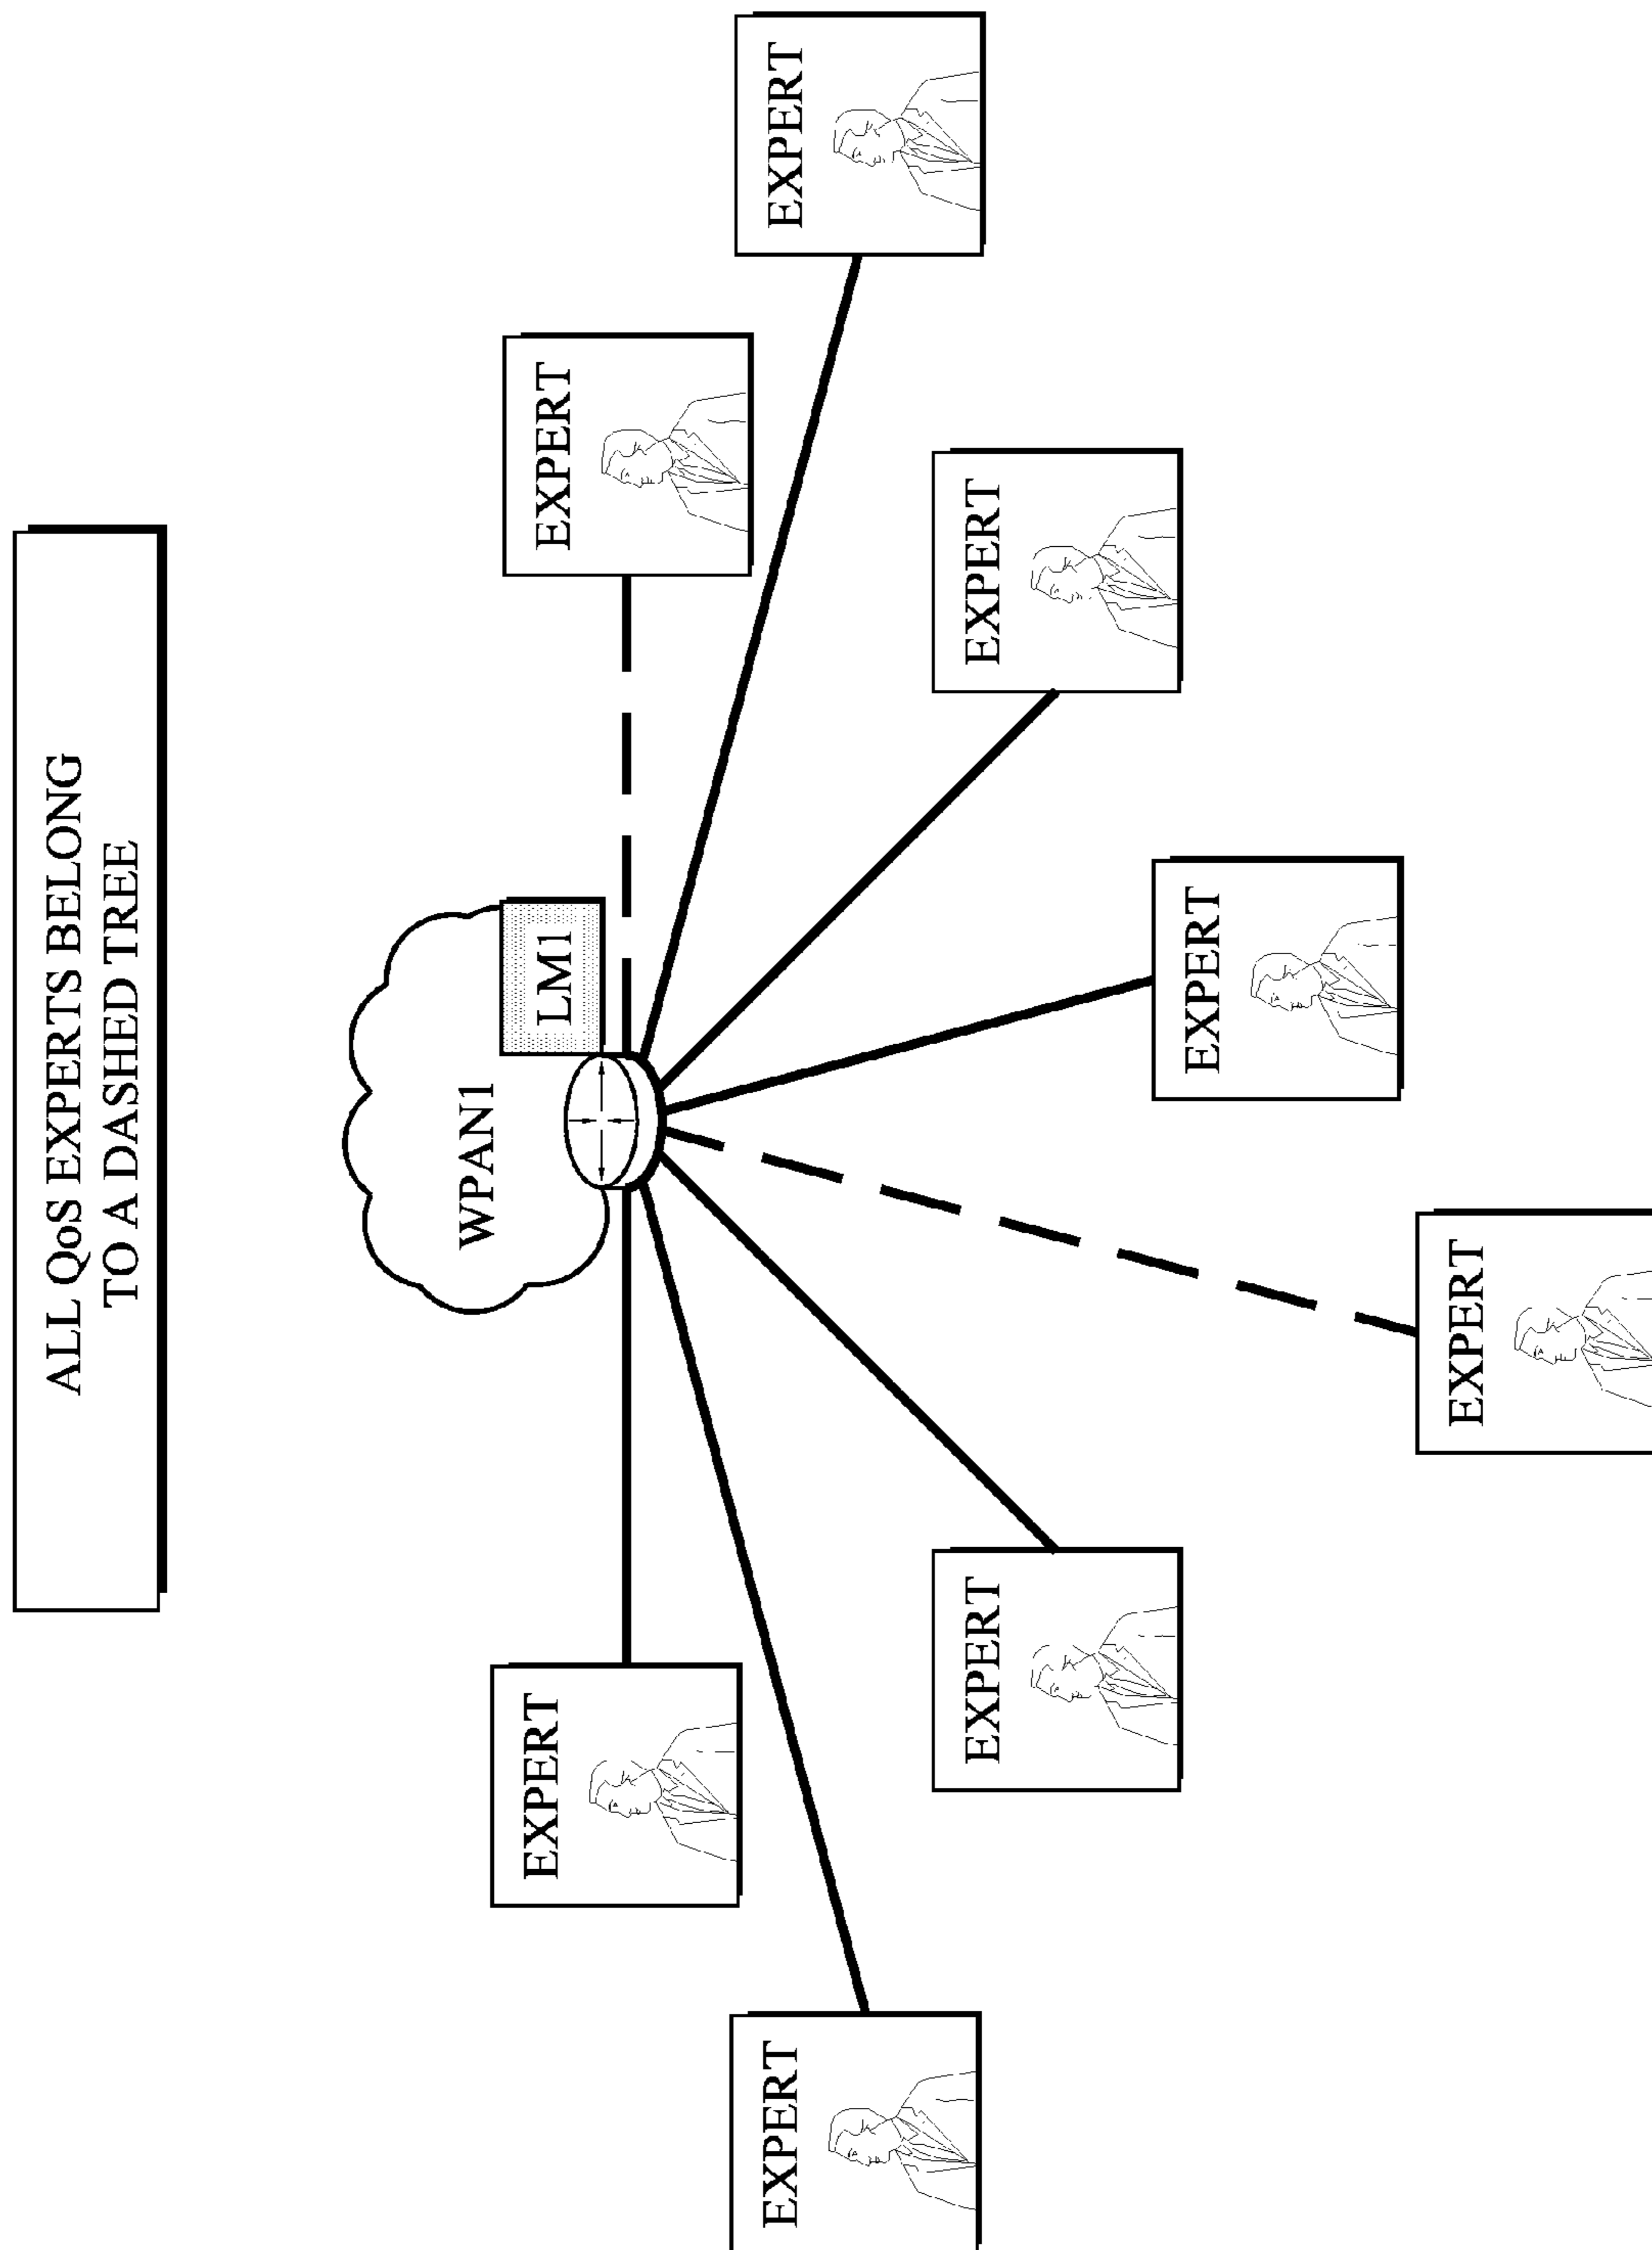 ALL QoS EXPERTS BELONG
TO A DASHED TREE
WPAN1
LM1
EXPERT
EXPERT
EXPERT
EXPERT
EXPERT
EXPERT
EXPERT
EXPERT